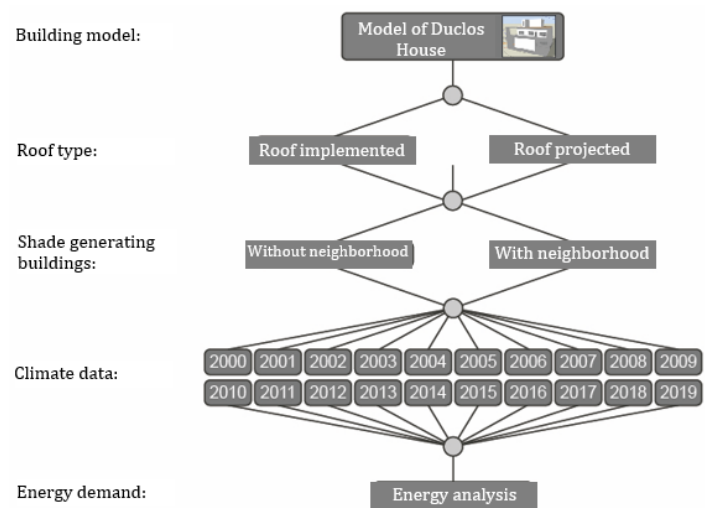 Building model:
Model of Duclos
House
Roof type:
Roof implemented
Roof projected
Shade generating
buildings:
Without neighborhood
With neighborhood
Climate data:
2000 2001 2002 2003 2004 2005 2006 2007 2008 2009
2010 2011 2012 2013 2014 2015 2016 2017 2018 2019
Energy demand:
Energy analysis